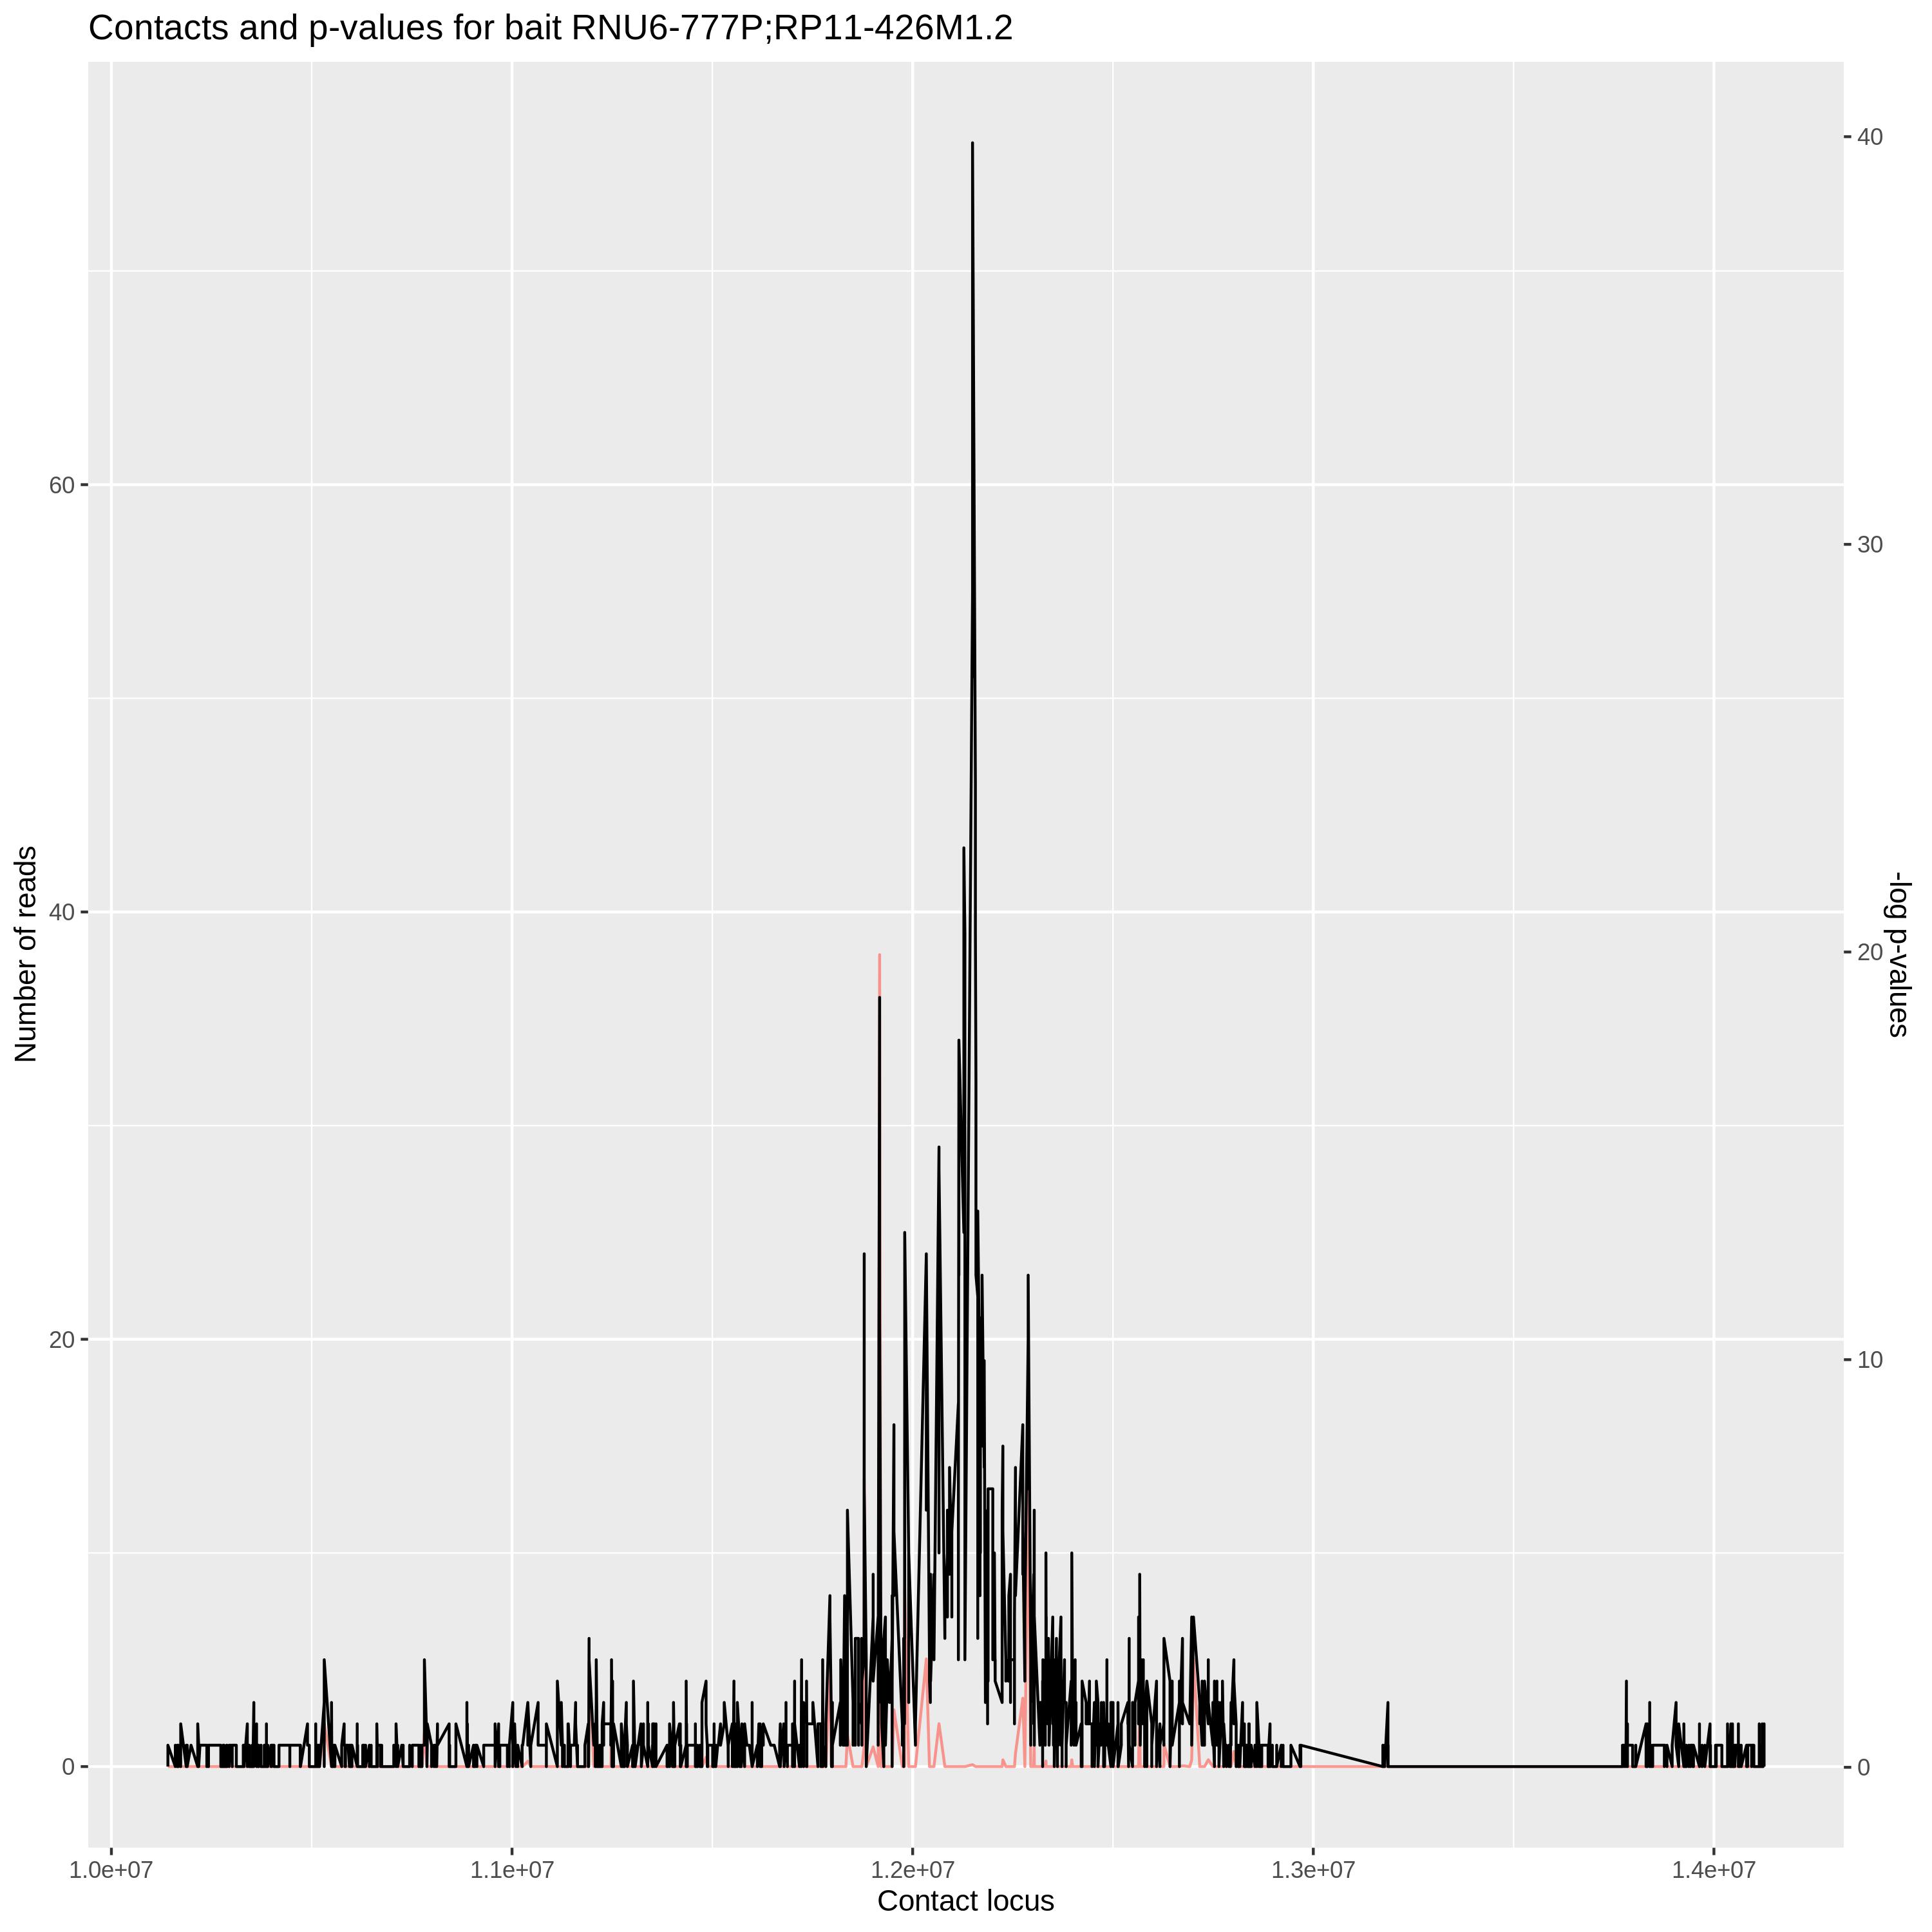 Contacts and p-values for bait RNU6-777P;RP11-426M1.2
Number of reads
60
40
20
0
40
30
20
10
0
-log p-values
1.0e+07 1.1e+07 1.2e+07 1.3e+07 1.4e+07
Contact locus